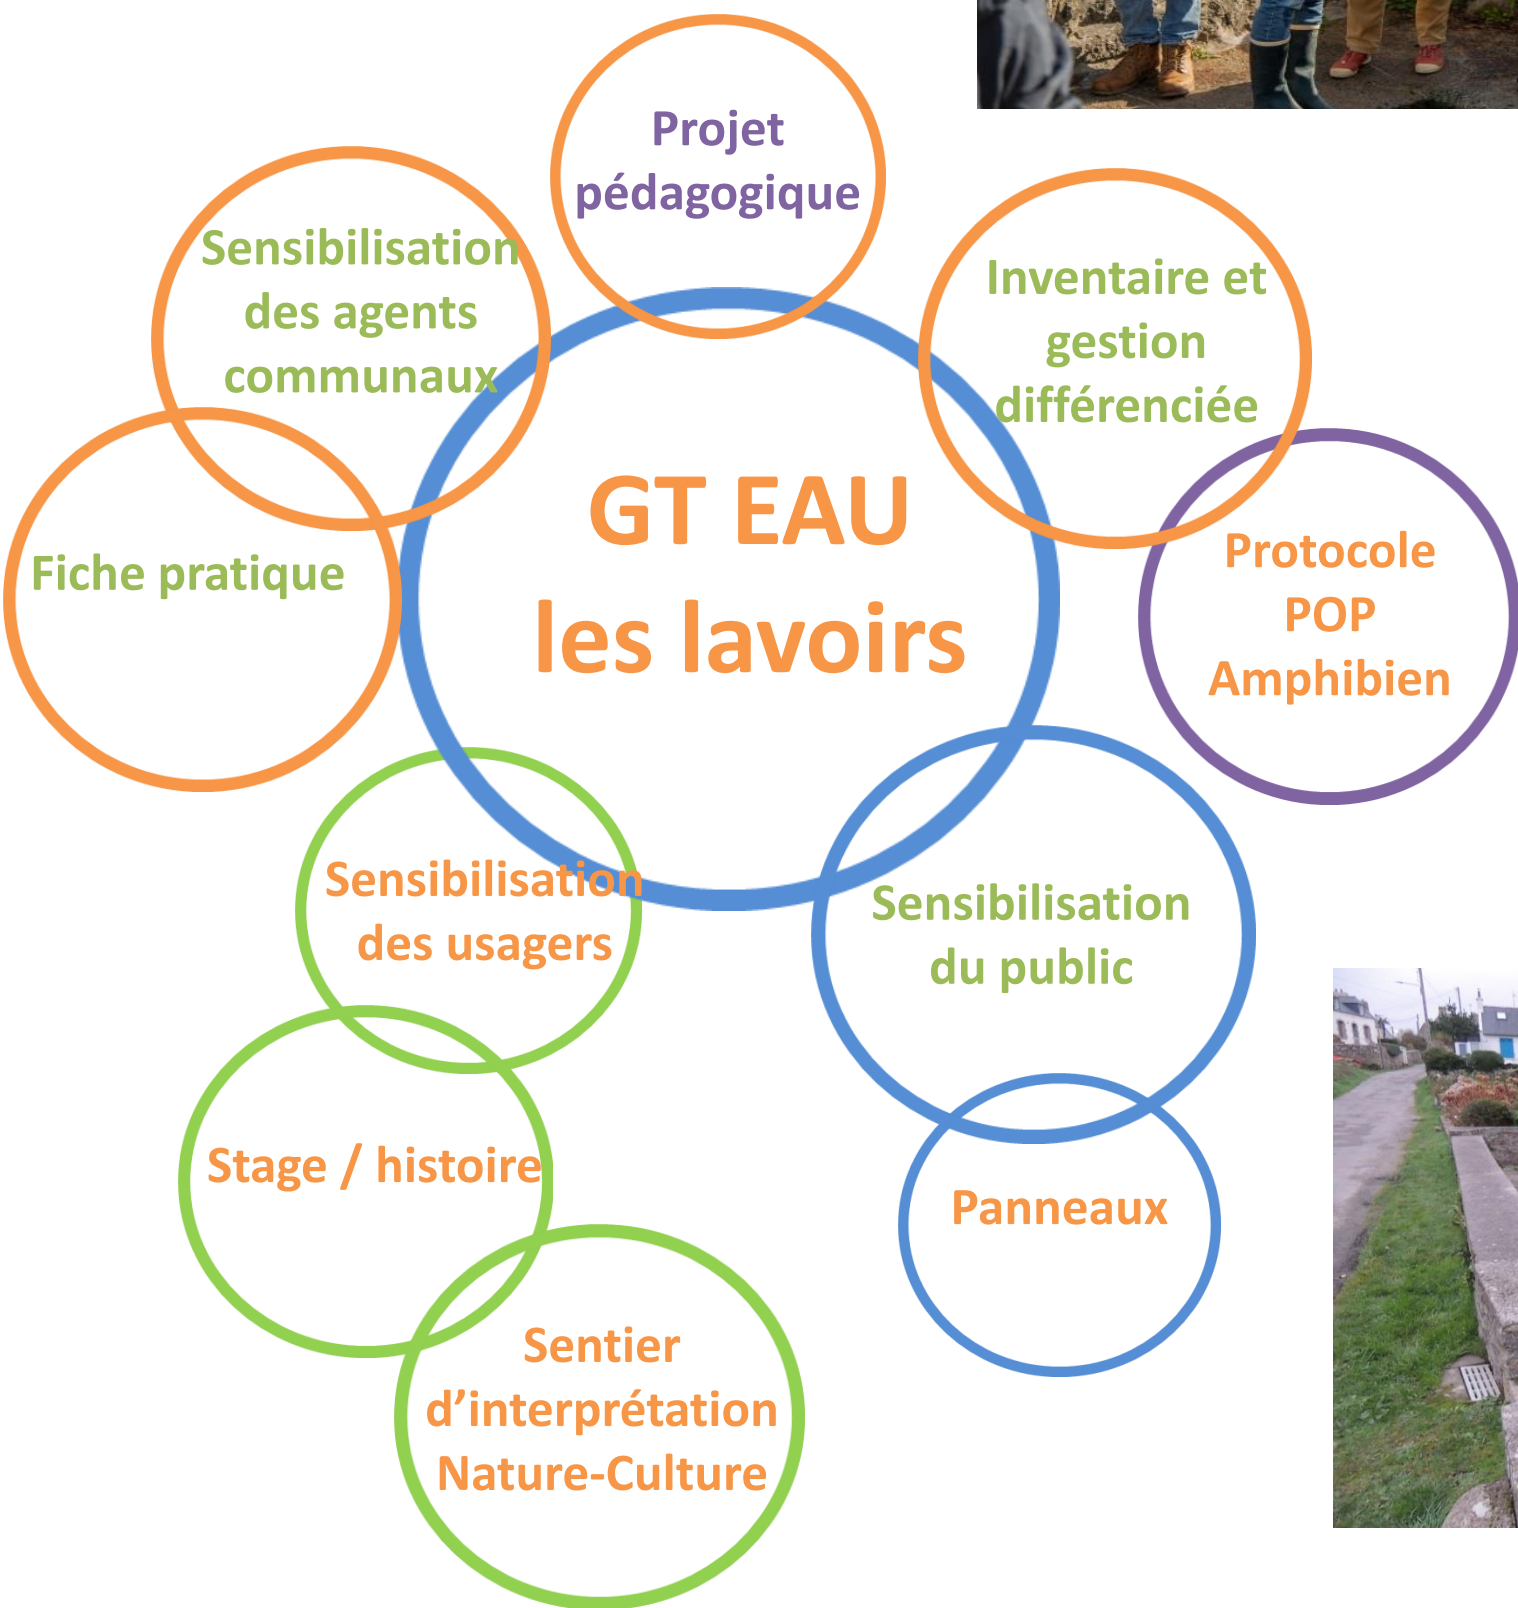 Projet
pédagogique
Sensibilisation
des agents
communaux
Inventaire et
gestion
différenciée
GT EAU
les lavoirs
Fiche pratique
Protocole
POP
Amphibien
Sensibilisation
des usagers
Sensibilisation
du public
Stage / histoire
Panneaux
Sentier
d’interprétation
Nature-Culture